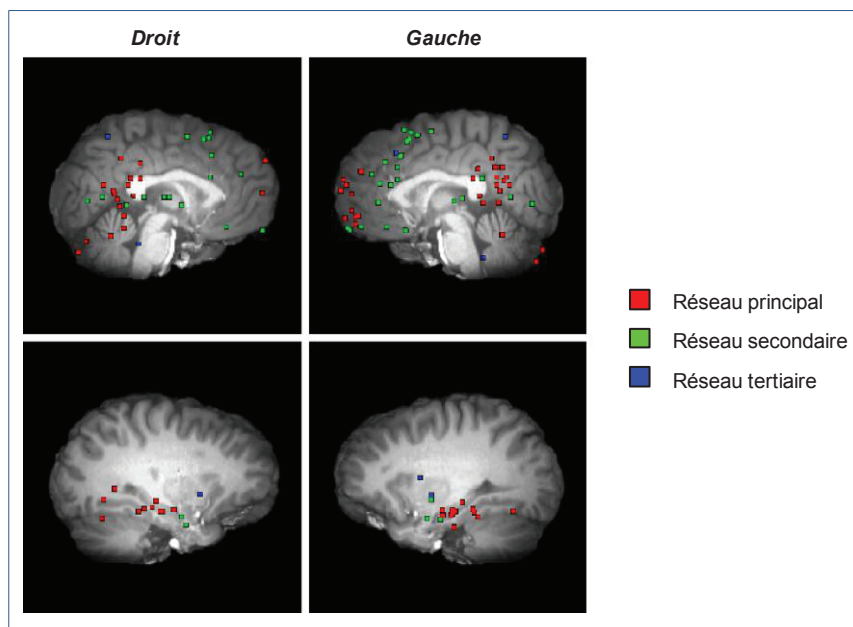 Droit
Gauche
Réseau principal
Réseau secondaire
Réseau tertiaire